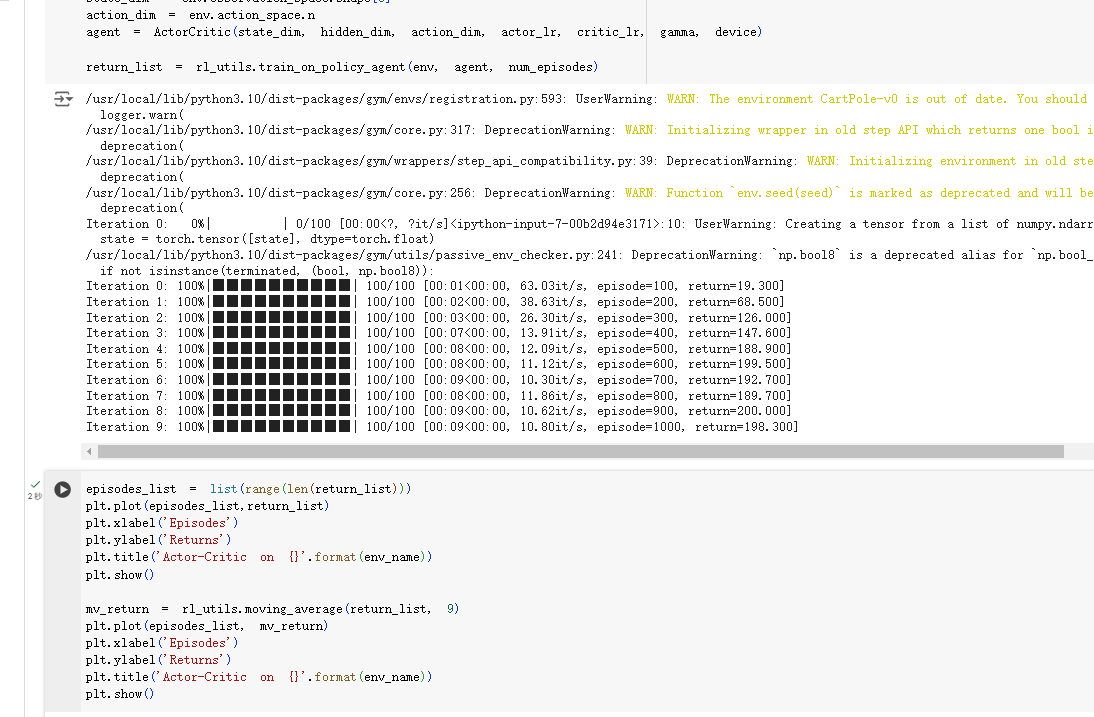 action_dim = env.action_space.n
agent = ActorCritic(state_dim, hidden_dim, action_dim, actor_lr, critic_lr, gamma, device)
return_list = rl_utils.train_on_policy_agent(env, agent, num_episodes)
/usr/local/lib/python3.10/dist-packages/gym/envs/registration.py:593: UserWarning: WARN: The environment CartPole-v0 is out of date. You should
logger.warn(
/usr/local/lib/python3.10/dist-packages/gym/core.py:317: DeprecationWarning: WARN: Initializing wrapper in old step API which returns one bool i
deprecation(
/usr/local/lib/python3.10/dist-packages/gym/wrappers/step_api_compatibility.py:39: DeprecationWarning: WARN: Initializing environment in old ste
deprecation(
/usr/local/lib/python3.10/dist-packages/gym/core.py:256: DeprecationWarning: WARN: Function `env.seed(seed)` is marked as deprecated and will be
deprecation(
Iteration 0:   0%|          | 0/100 [00:00<?, ?it/s]<ipython-input-7-00b2d94e3171>:10: UserWarning: Creating a tensor from a list of numpy.ndarr
state = torch.tensor([state], dtype=torch.float)
/usr/local/lib/python3.10/dist-packages/gym/utils/passive_env_checker.py:241: DeprecationWarning: `np.bool8` is a deprecated alias for `np.bool_
if not isinstance(terminated, (bool, np.bool8)):
Iteration 0: 100%|██████████| 100/100 [00:01<00:00, 63.03it/s, episode=100, return=19.300]
Iteration 1: 100%|██████████| 100/100 [00:02<00:00, 38.63it/s, episode=200, return=68.500]
Iteration 2: 100%|██████████| 100/100 [00:03<00:00, 26.30it/s, episode=300, return=126.000]
Iteration 3: 100%|██████████| 100/100 [00:07<00:00, 13.91it/s, episode=400, return=147.600]
Iteration 4: 100%|██████████| 100/100 [00:08<00:00, 12.09it/s, episode=500, return=188.900]
Iteration 5: 100%|██████████| 100/100 [00:08<00:00, 11.12it/s, episode=600, return=199.500]
Iteration 6: 100%|██████████| 100/100 [00:09<00:00, 10.30it/s, episode=700, return=192.700]
Iteration 7: 100%|██████████| 100/100 [00:08<00:00, 11.86it/s, episode=800, return=189.700]
Iteration 8: 100%|██████████| 100/100 [00:09<00:00, 10.62it/s, episode=900, return=200.000]
Iteration 9: 100%|██████████| 100/100 [00:09<00:00, 10.80it/s, episode=1000, return=198.300]
2秒
episodes_list = list(range(len(return_list)))
plt.plot(episodes_list,return_list)
plt.xlabel('Episodes')
plt.ylabel('Returns')
plt.title('Actor-Critic on {}'.format(env_name))
plt.show()
mv_return = rl_utils.moving_average(return_list, 9)
plt.plot(episodes_list, mv_return)
plt.xlabel('Episodes')
plt.ylabel('Returns')
plt.title('Actor-Critic on {}'.format(env_name))
plt.show()